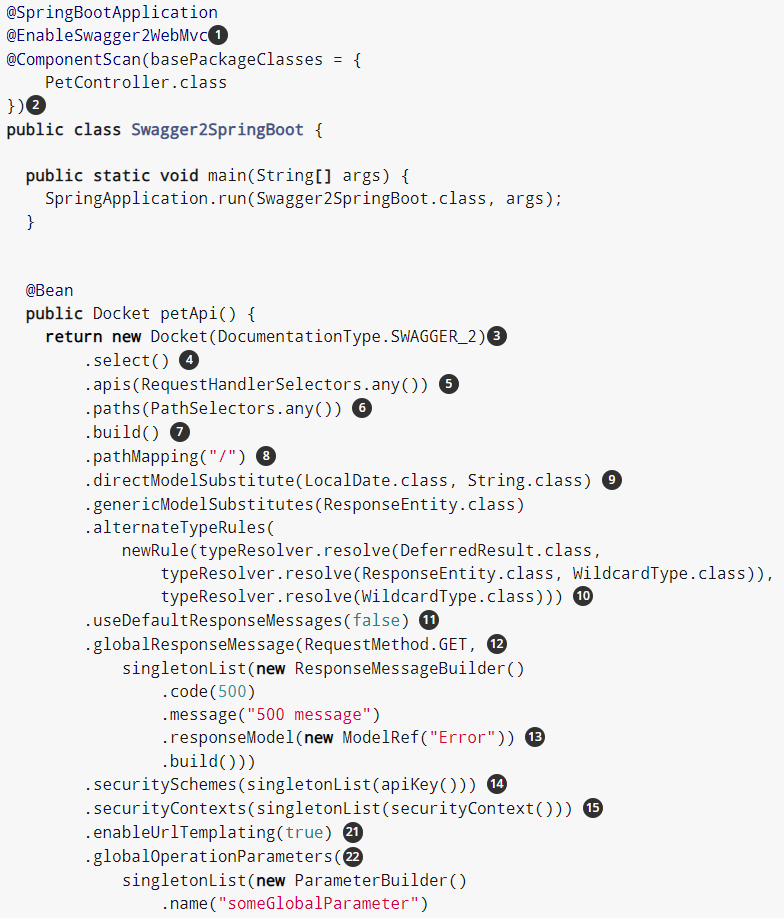 @SpringBootApplication
@EnableSwagger2WebMvc 1
@ComponentScan(basePackageClasses = {
    PetController.class
}) 2
public class Swagger2SpringBoot {
  public static void main(String[] args) {
    SpringApplication.run(Swagger2SpringBoot.class, args);
  }
  @Bean
  public Docket petApi() {
    return new Docket(DocumentationType.SWAGGER_2) 3
        .select() 4
        .apis(RequestHandlerSelectors.any()) 5
        .paths(PathSelectors.any()) 6
        .build() 7
        .pathMapping("/") 8
        .directModelSubstitute(LocalDate.class, String.class) 9
        .genericModelSubstitutes(ResponseEntity.class)
        .alternateTypeRules(
            newRule(typeResolver.resolve(DeferredResult.class,
                typeResolver.resolve(ResponseEntity.class, WildcardType.class)),
                typeResolver.resolve(WildcardType.class))) 10
        .useDefaultResponseMessages(false) 11
        .globalResponseMessage(RequestMethod.GET, 12
            singletonList(new ResponseMessageBuilder()
                .code(500)
                .message("500 message")
                .responseModel(new ModelRef("Error")) 13
                .build()))
        .securitySchemes(singletonList(apiKey())) 14
        .securityContexts(singletonList(securityContext())) 15
        .enableUrlTemplating(true) 21
        .globalOperationParameters( 22
            singletonList(new ParameterBuilder()
                .name("someGlobalParameter")